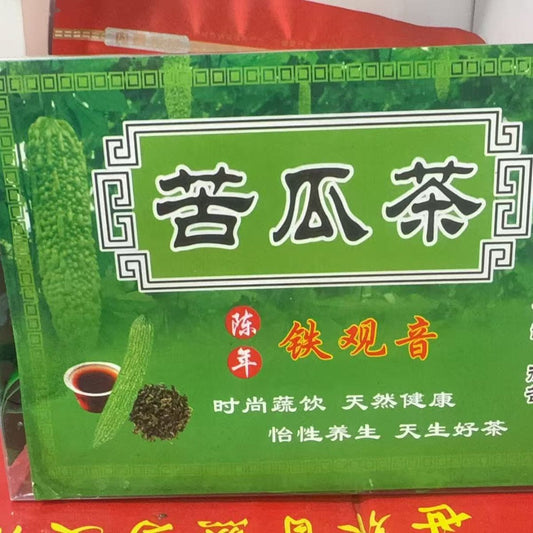 苦瓜茶
陈年
铁观音
时尚蔬饮 天然健康
怡性养生 天生好茶